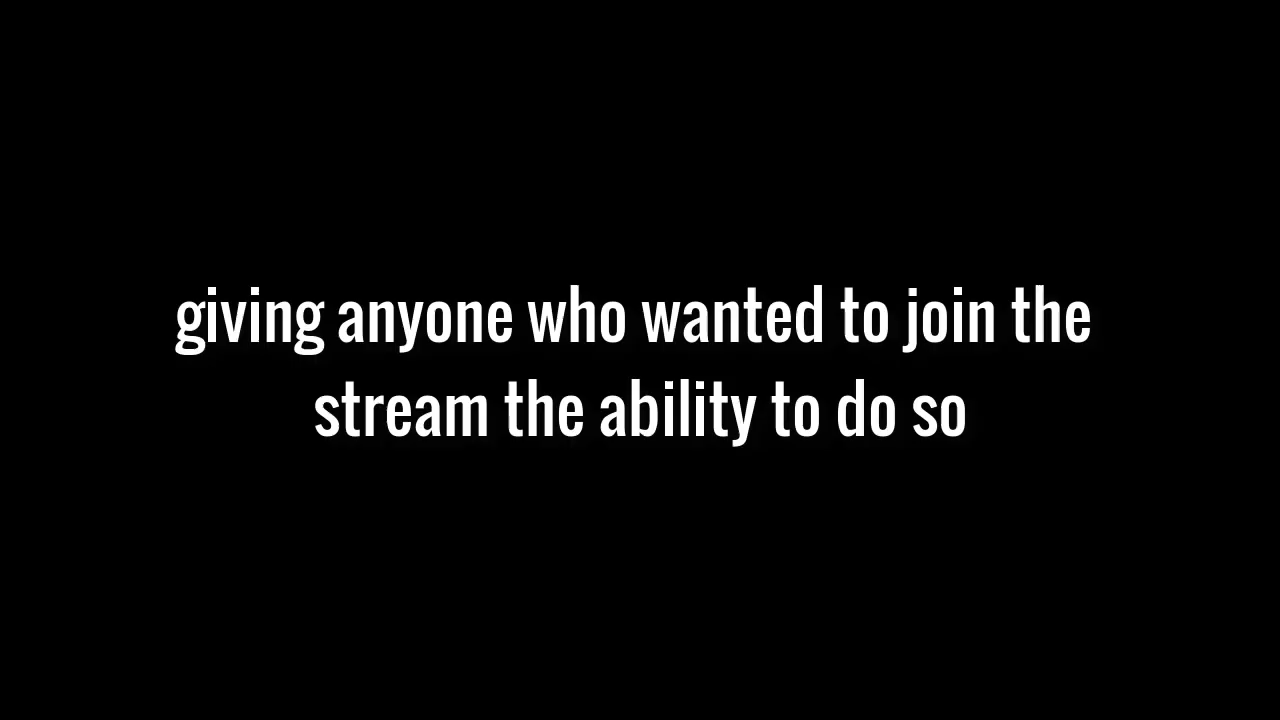 giving anyone who wanted to join the
stream the ability to do so